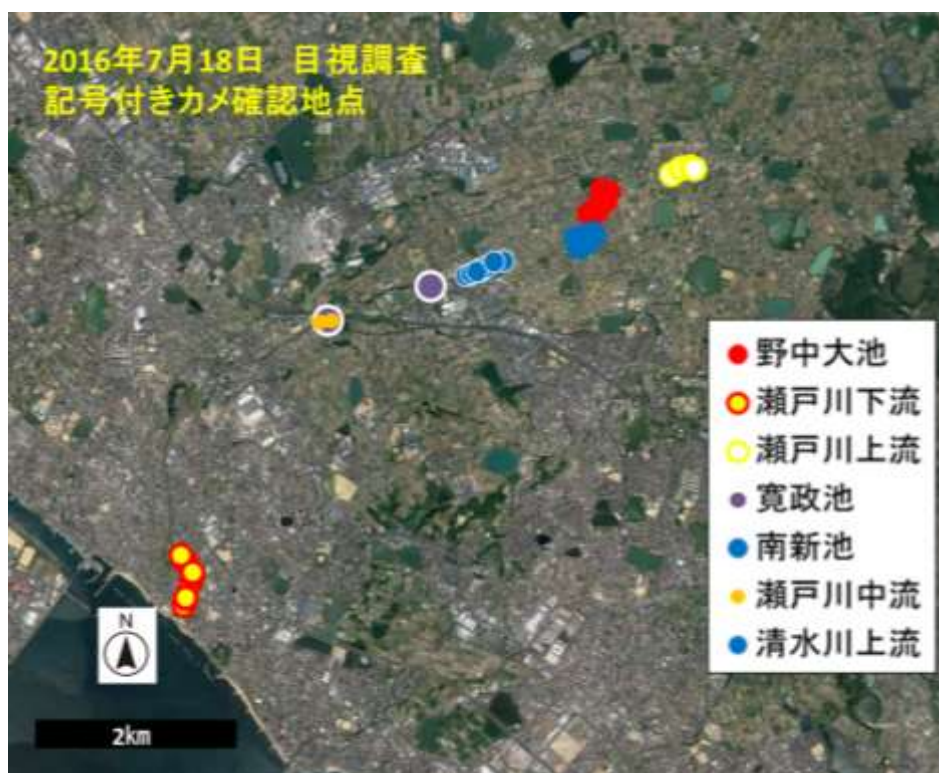 2016年7月18日 目視調査
記号付きカメ確認地点
野中大池
瀬戸川下流
瀬戸川上流
寛政池
南新池
瀬戸川中流
清水川上流
N
2km